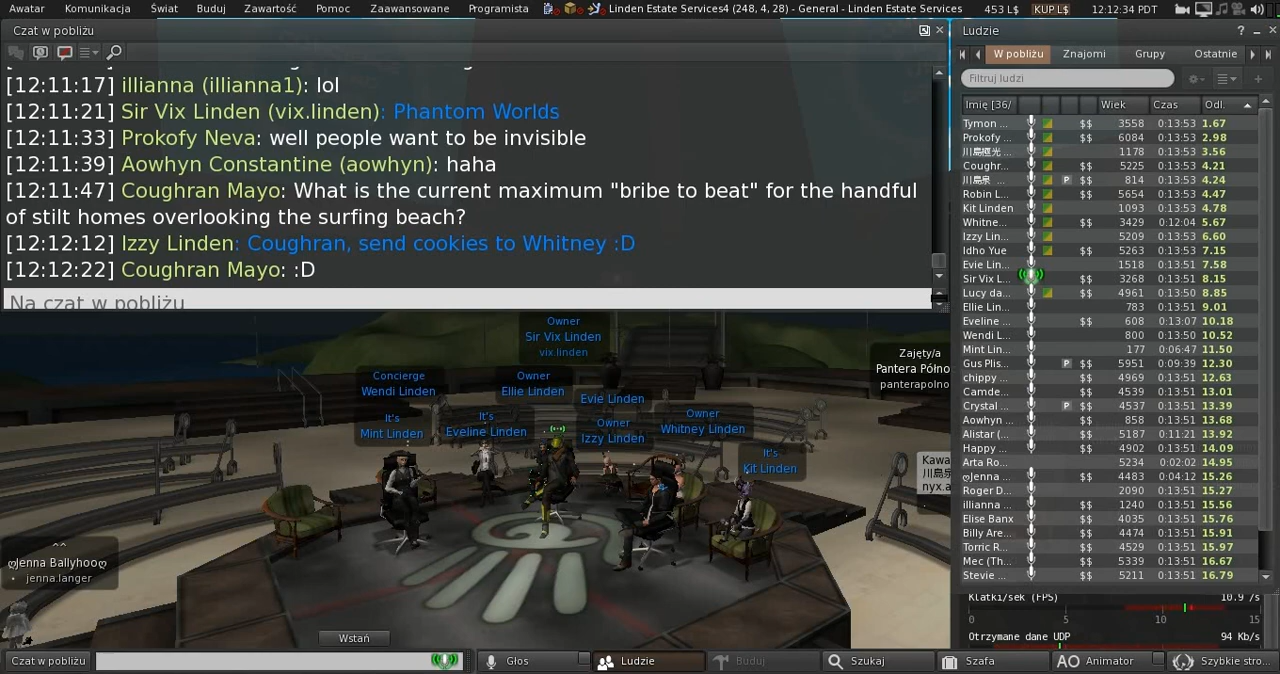 Awatar Komunikacja Świat Buduj Zawartość Pomoc Zaawansowane Programista Linden Estate Services4 (248, 4, 28) - General - Linden Estate Services 453 L$ KUP L$ 12:12:34 PDT
Czat w pobliżu
[12:11:17] illianna (illianna1): lol
[12:11:21] Sir Vix Linden (vix.linden): Phantom Worlds
[12:11:33] Prokofy Neva: well people want to be invisible
[12:11:39] Aowhyn Constantine (aowhyn): haha
[12:11:47] Coughran Mayo: What is the current maximum "bribe to beat" for the handful
of stilt homes overlooking the surfing beach?
[12:12:12] Izzy Linden: Coughran, send cookies to Whitney :D
[12:12:22] Coughran Mayo: :D
Na czat w pobliżu
Owner
Sir Vix Linden
vix.linden
Concierge
Wendi Linden
Owner
Ellie Linden
Evie Linden
It's
Mint Linden
It's
Eveline Linden
Owner
Izzy Linden
Owner
Whitney Linden
It's
Kit Linden
Zajęty/a
Pantera Półno
panterapolno
Kawa
川島泉
nyx.a
^^
ღJenna Ballyhooღ
jenna.langer
Wstań
Ludzie
W pobliżu Znajomi Grupy Ostatnie
Filtruj ludzi
Imię [36/ Wiek Czas Odl.
Tymon ... $$ 3558 0:13:53 1.67
Prokofy ... $$ 6084 0:13:53 2.98
川島極光 ... 1178 0:13:53 3.56
Coughr... $$ 5225 0:13:53 4.21
川島泉 ... P $$ 814 0:13:53 4.24
Robin L... $$ 5654 0:13:53 4.47
Kit Linden 1093 0:13:53 4.78
Whitne... $$ 3429 0:12:04 5.67
Izzy Lin... 5209 0:13:53 6.60
Idho Yue $$ 5263 0:13:53 7.15
Evie Lin... 1518 0:13:51 7.58
Sir Vix L... $$ 3268 0:13:51 8.15
Lucy da... $$ 4961 0:13:50 8.85
Ellie Lin... 783 0:13:51 9.01
Eveline ... $$ 608 0:13:07 10.18
Wendi L... 800 0:13:50 10.52
Mint Lin... 177 0:06:47 11.50
Gus Plis... P $$ 5951 0:09:39 12.30
chippy ... $$ 4969 0:13:51 12.63
Camde... $$ 4539 0:13:51 13.01
Crystal ... P $$ 4537 0:13:51 13.39
Aowhyn ... $$ 858 0:13:51 13.68
Alistar (... $$ 5187 0:11:21 13.92
Happy ... $$ 4902 0:13:51 14.09
Arta Ro... 5234 0:02:02 14.95
ღJenna ... $$ 4483 0:04:12 15.26
Roger D... 2090 0:13:51 15.27
illianna ... $$ 1240 0:13:51 15.56
Elise Banx $$ 4035 0:13:51 15.76
Billy Are... $$ 4474 0:13:51 15.91
Torric R... $$ 4529 0:13:51 15.97
Mec (Th... $$ 5339 0:13:51 16.67
Stevie ... $$ 5211 0:13:51 16.79
Klatki/sek (FPS) 10.9 /s
0 5 10 15
Otrzymane dane UDP 94 Kb/s
Czat w pobliżu Głos Ludzie Buduj Szukaj Szafa AO Animator Szybkie stro...